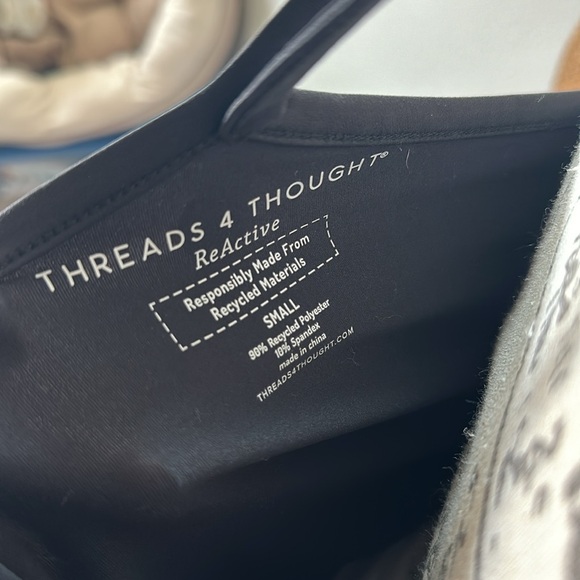 THREADS 4 THOUGHT®
ReActive
Responsibly Made From
Recycled Materials
SMALL
90% Recycled Polyester
10% Spandex
made in china
THREADS4THOUGHT.COM